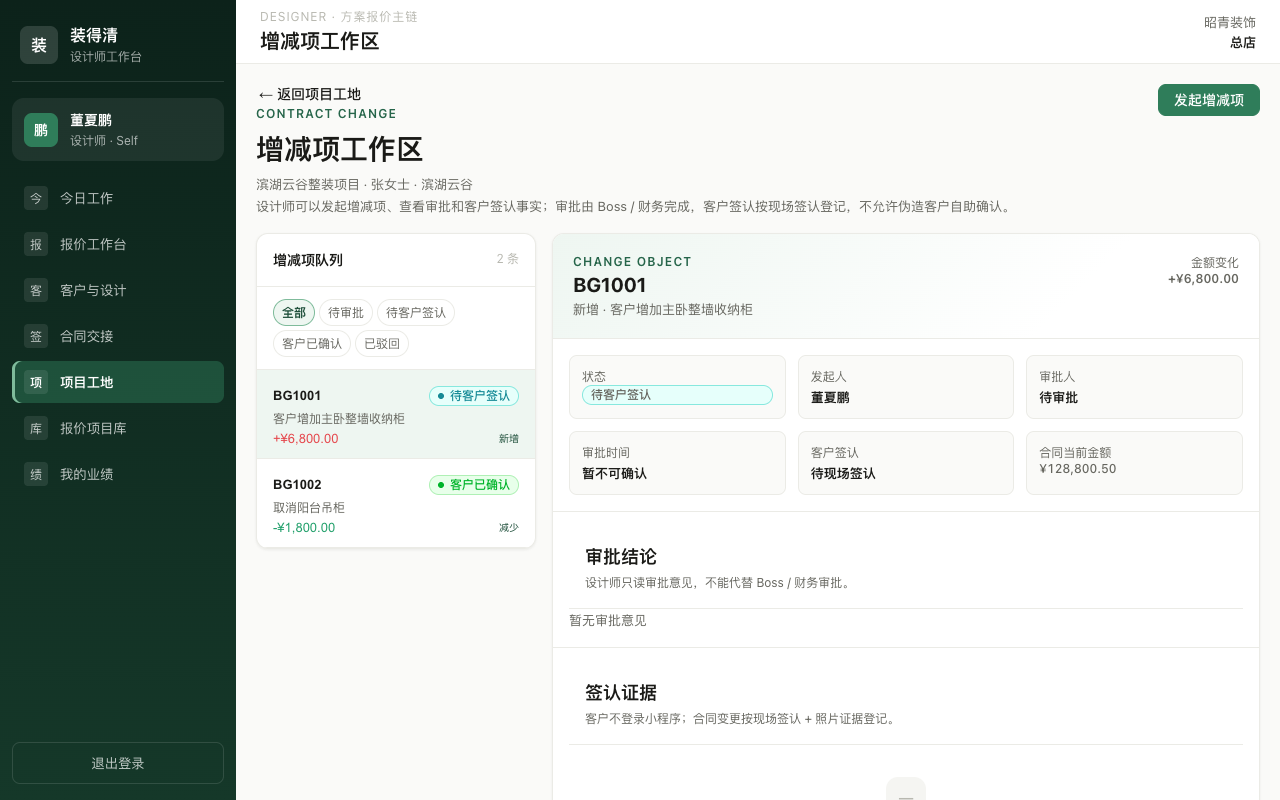 装
装得清
设计师工作台
鹏
董夏鹏
设计师 · Self
今
今日工作
报
报价工作台
客
客户与设计
签
合同交接
项
项目工地
库
报价项目库
绩
我的业绩
退出登录
DESIGNER · 方案报价主链
增减项工作区
昭青装饰
总店
← 返回项目工地
CONTRACT CHANGE
增减项工作区
滨湖云谷整装项目 · 张女士 · 滨湖云谷
设计师可以发起增减项、查看审批和客户签认事实；审批由 Boss / 财务完成，客户签认按现场签认登记，不允许伪造客户自助确认。
发起增减项
增减项队列
2 条
全部
待审批
待客户签认
客户已确认
已驳回
BG1001
待客户签认
客户增加主卧整墙收纳柜
+¥6,800.00
新增
BG1002
客户已确认
取消阳台吊柜
-¥1,800.00
减少
CHANGE OBJECT
BG1001
新增 · 客户增加主卧整墙收纳柜
金额变化
+¥6,800.00
状态
待客户签认
发起人
董夏鹏
审批人
待审批
审批时间
暂不可确认
客户签认
待现场签认
合同当前金额
¥128,800.50
审批结论
设计师只读审批意见，不能代替 Boss / 财务审批。
暂无审批意见
签认证据
客户不登录小程序；合同变更按现场签认 + 照片证据登记。